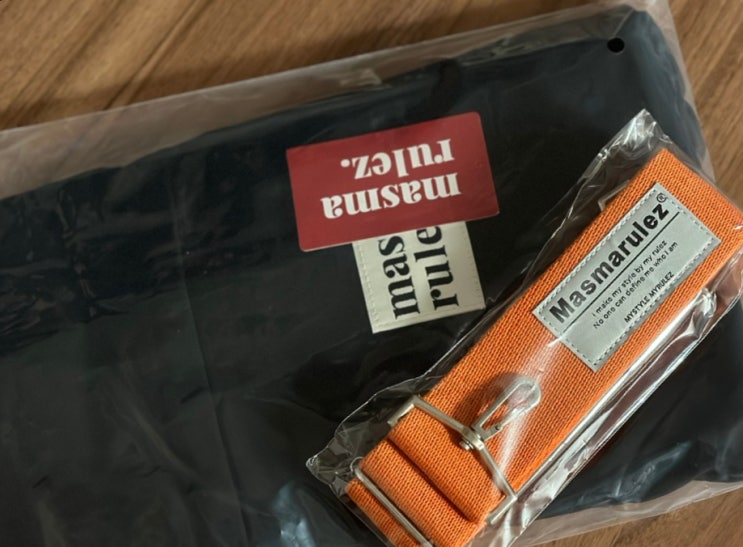 masma
rulez.
mas
rule
Masmarulez®
i make my style by my rulez
No one can define me who I am
MYSTYLE MYRULEZ